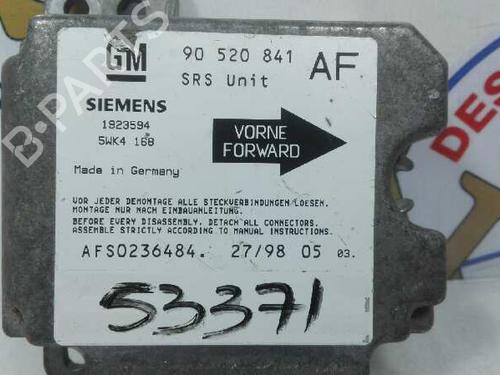 GM
90 520 841 AF
SRS Unit
SIEMENS
1923594
5WK4 168
VORNE
FORWARD
Made in Germany
VOR JEDER DEMONTAGE ALLE STECKVERBINDUNGEN LOESEN.
MONTAGE NUR NACH EINBAUANLEITUNG.
BEFORE EVERY DISASSEMBLY, DETACH ALL CONNECTORS.
ASSEMBLE STRICTLY ACCORDING TO MANUAL INSTRUCTIONS.
AFS0236484. 27/98 05 03.
53371
B-PARTS
DES